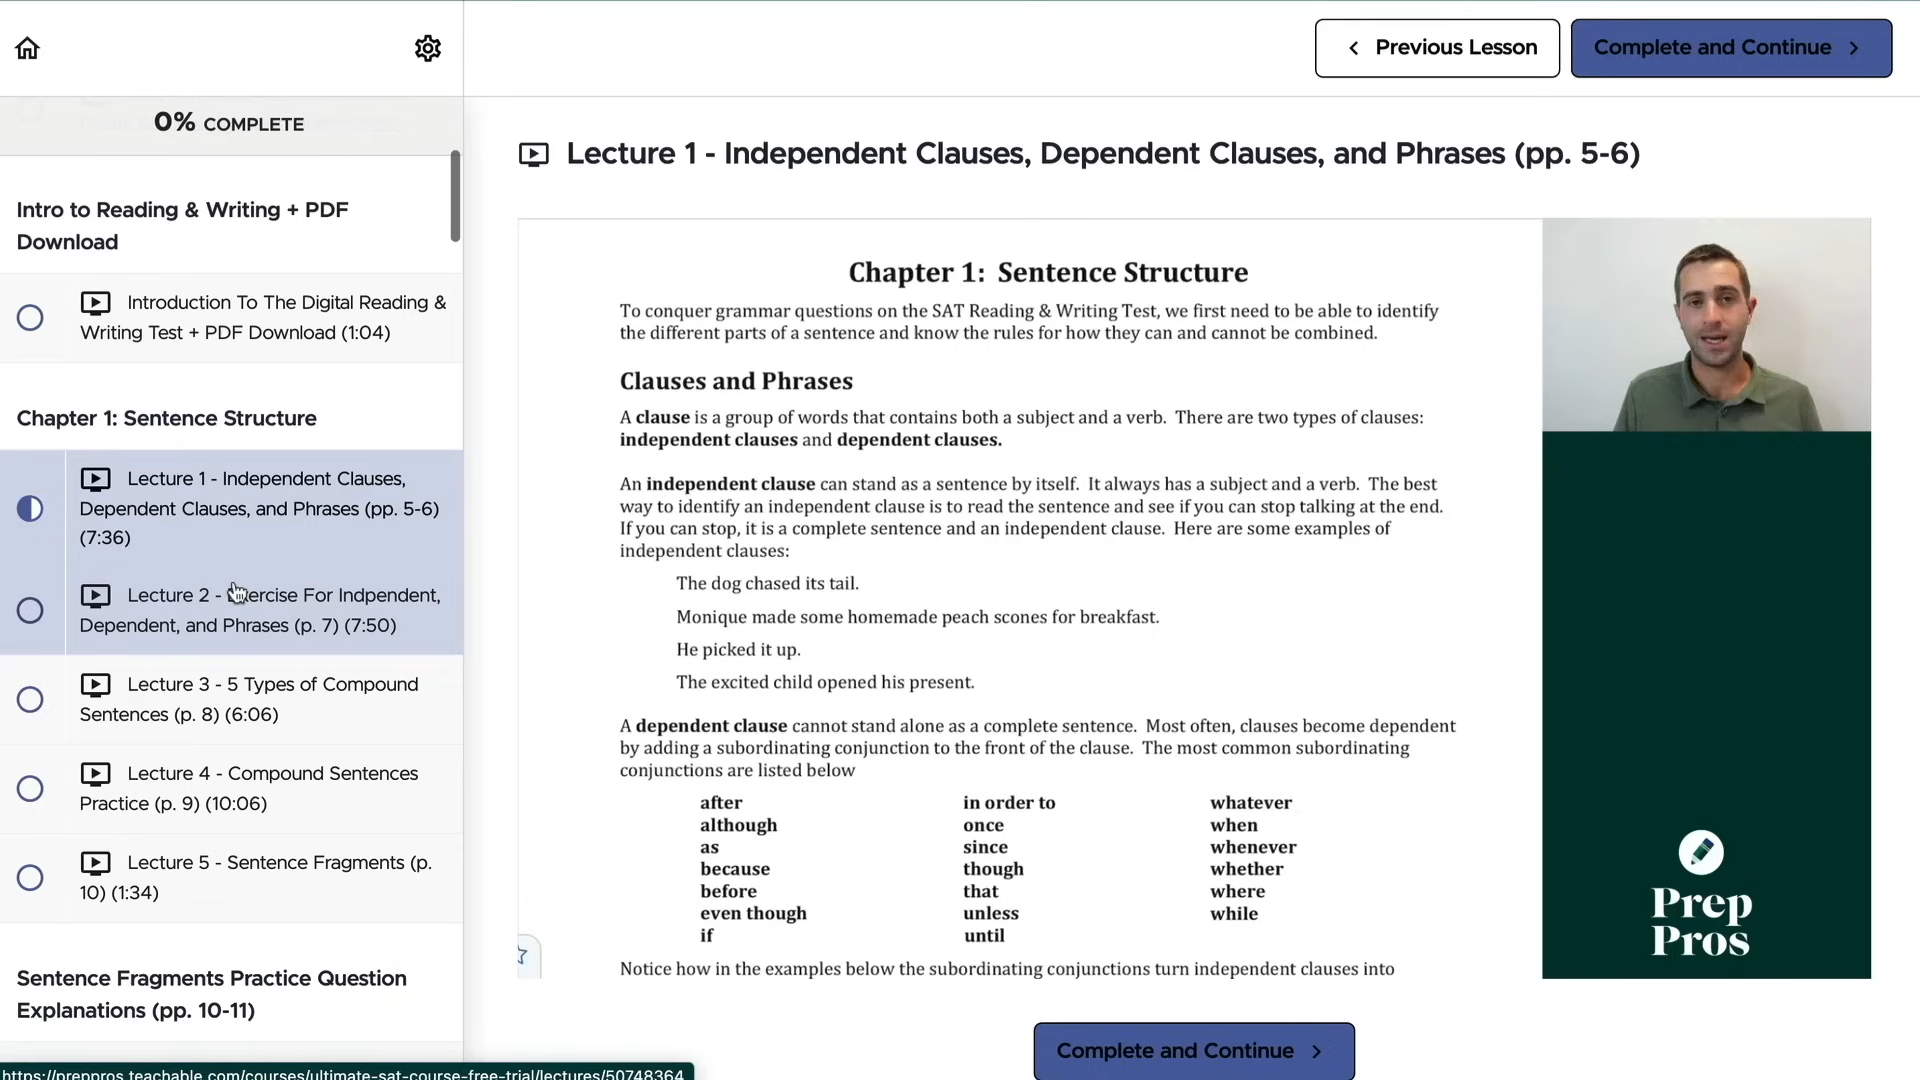 Previous Lesson
Complete and Continue
0% COMPLETE
Intro to Reading & Writing + PDF
Download
Introduction To The Digital Reading &
Writing Test + PDF Download (1:04)
Chapter 1: Sentence Structure
Lecture 1 - Independent Clauses,
Dependent Clauses, and Phrases (pp. 5-6)
(7:36)
Lecture 2 - Exercise For Indpendent,
Dependent, and Phrases (p. 7) (7:50)
Lecture 3 - 5 Types of Compound
Sentences (p. 8) (6:06)
Lecture 4 - Compound Sentences
Practice (p. 9) (10:06)
Lecture 5 - Sentence Fragments (p.
10) (1:34)
Sentence Fragments Practice Question
Explanations (pp. 10-11)
https://preppros.teachable.com/courses/ultimate-sat-course-free-trial/lectures/50748364
Lecture 1 - Independent Clauses, Dependent Clauses, and Phrases (pp. 5-6)
Chapter 1: Sentence Structure
To conquer grammar questions on the SAT Reading & Writing Test, we first need to be able to identify
the different parts of a sentence and know the rules for how they can and cannot be combined.
Clauses and Phrases
A clause is a group of words that contains both a subject and a verb. There are two types of clauses:
independent clauses and dependent clauses.
An independent clause can stand as a sentence by itself. It always has a subject and a verb. The best
way to identify an independent clause is to read the sentence and see if you can stop talking at the end.
If you can stop, it is a complete sentence and an independent clause. Here are some examples of
independent clauses:
The dog chased its tail.
Monique made some homemade peach scones for breakfast.
He picked it up.
The excited child opened his present.
A dependent clause cannot stand alone as a complete sentence. Most often, clauses become dependent
by adding a subordinating conjunction to the front of the clause. The most common subordinating
conjunctions are listed below
after in order to whatever
although once when
as since whenever
because though whether
before that where
even though unless while
if until
Notice how in the examples below the subordinating conjunctions turn independent clauses into
Prep
Pros
Complete and Continue